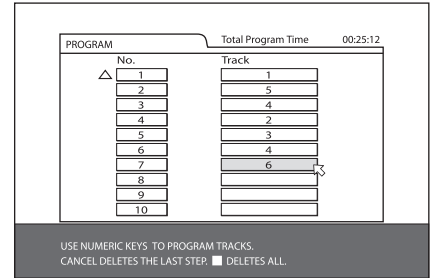 PROGRAM Total Program Time 00:25:12
No. Track
1 1
2 5
3 4
4 2
5 3
6 4
7 6
8
9
10
USE NUMERIC KEYS TO PROGRAM TRACKS.
CANCEL DELETES THE LAST STEP. DELETES ALL.